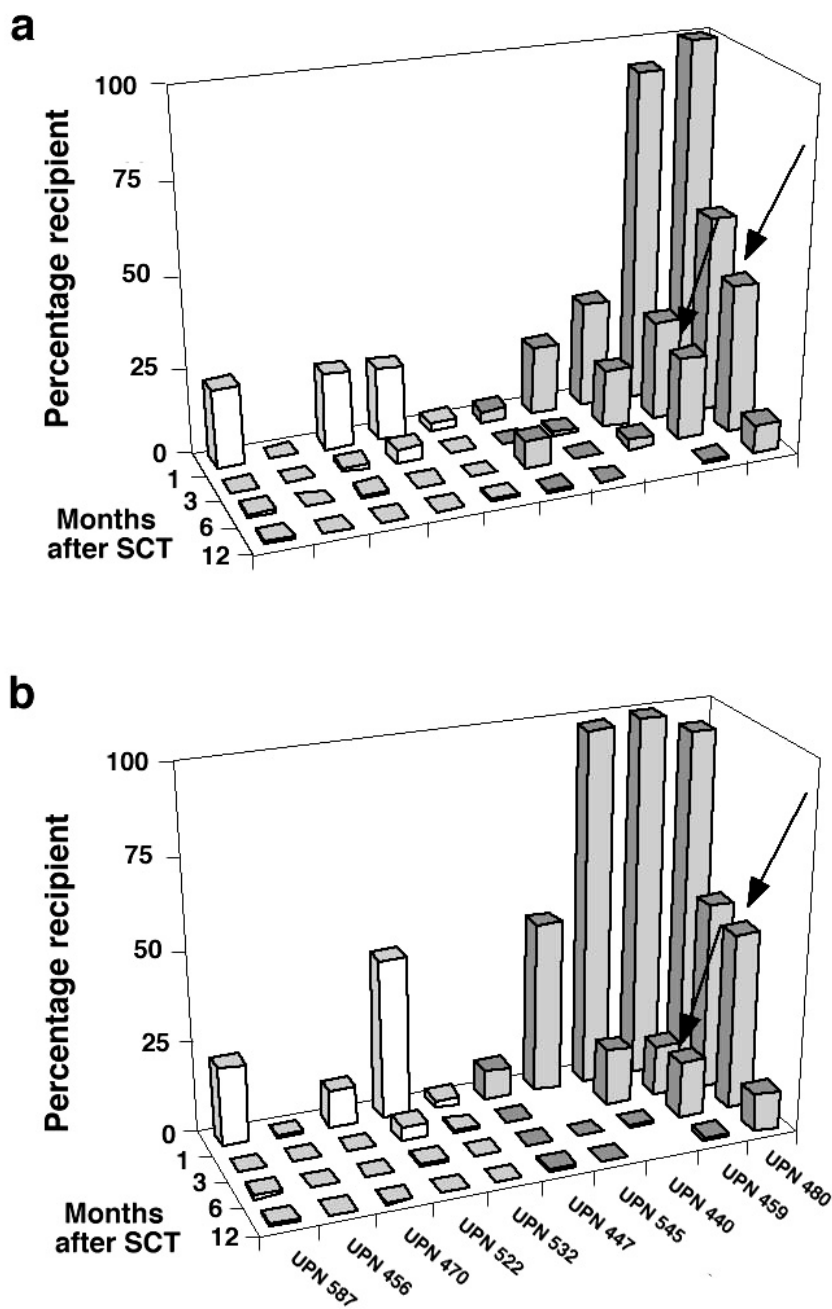 a
Percentage recipient
100
75
50
25
0
1
3
6
12
Months
after SCT
b
Percentage recipient
100
75
50
25
0
1
3
6
12
Months
after SCT
UPN 587
UPN 456
UPN 470
UPN 522
UPN 532
UPN 447
UPN 545
UPN 440
UPN 459
UPN 480